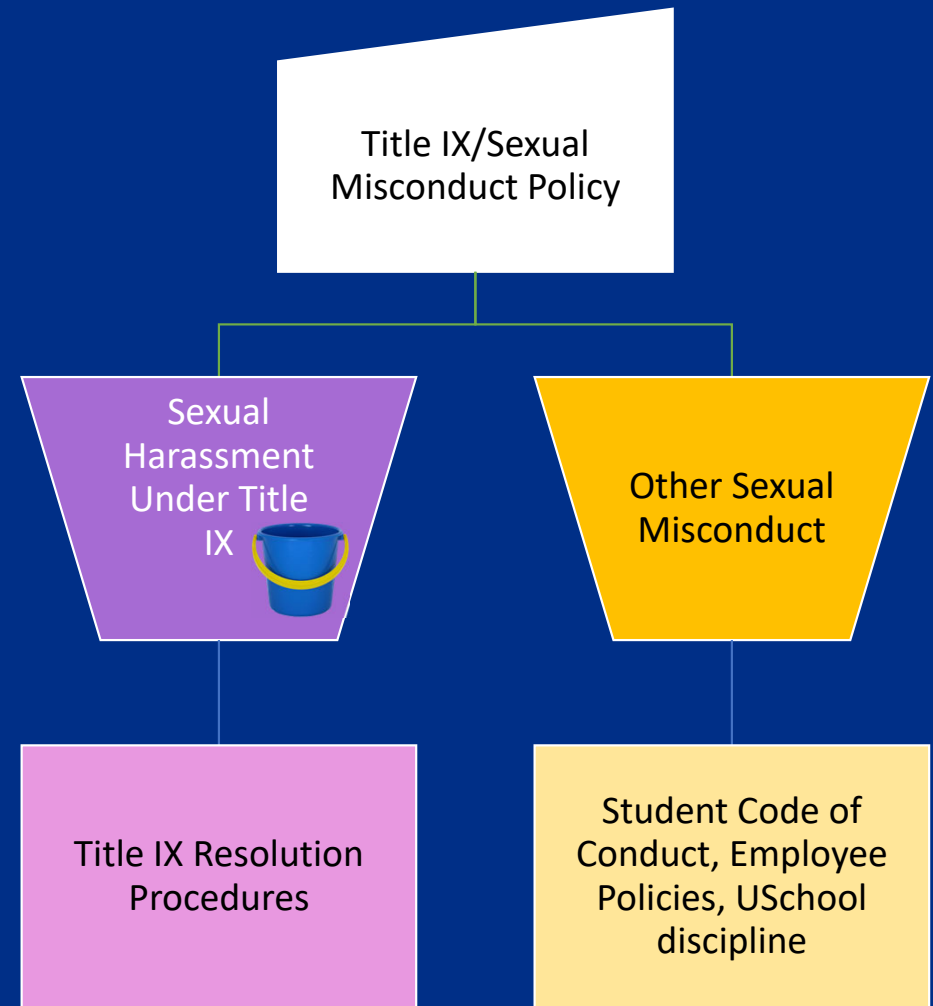 Title IX/Sexual
Misconduct Policy
Sexual
Harassment
Under Title
IX
Other Sexual
Misconduct
Title IX Resolution
Procedures
Student Code of
Conduct, Employee
Policies, USchool
discipline